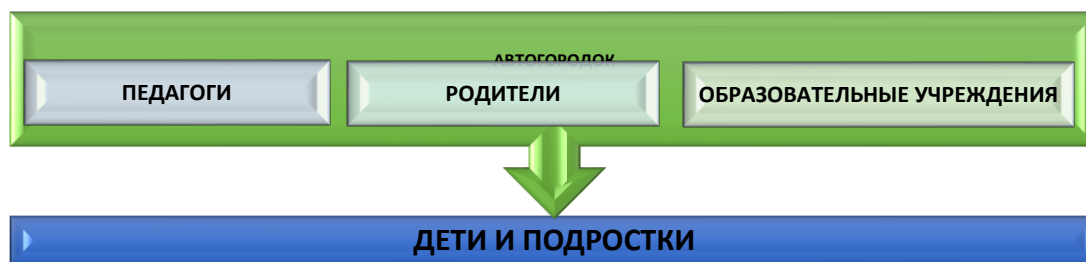 АВТОГОРОДОК
ПЕДАГОГИ
РОДИТЕЛИ
ОБРАЗОВАТЕЛЬНЫЕ УЧРЕЖДЕНИЯ
ДЕТИ И ПОДРОСТКИ